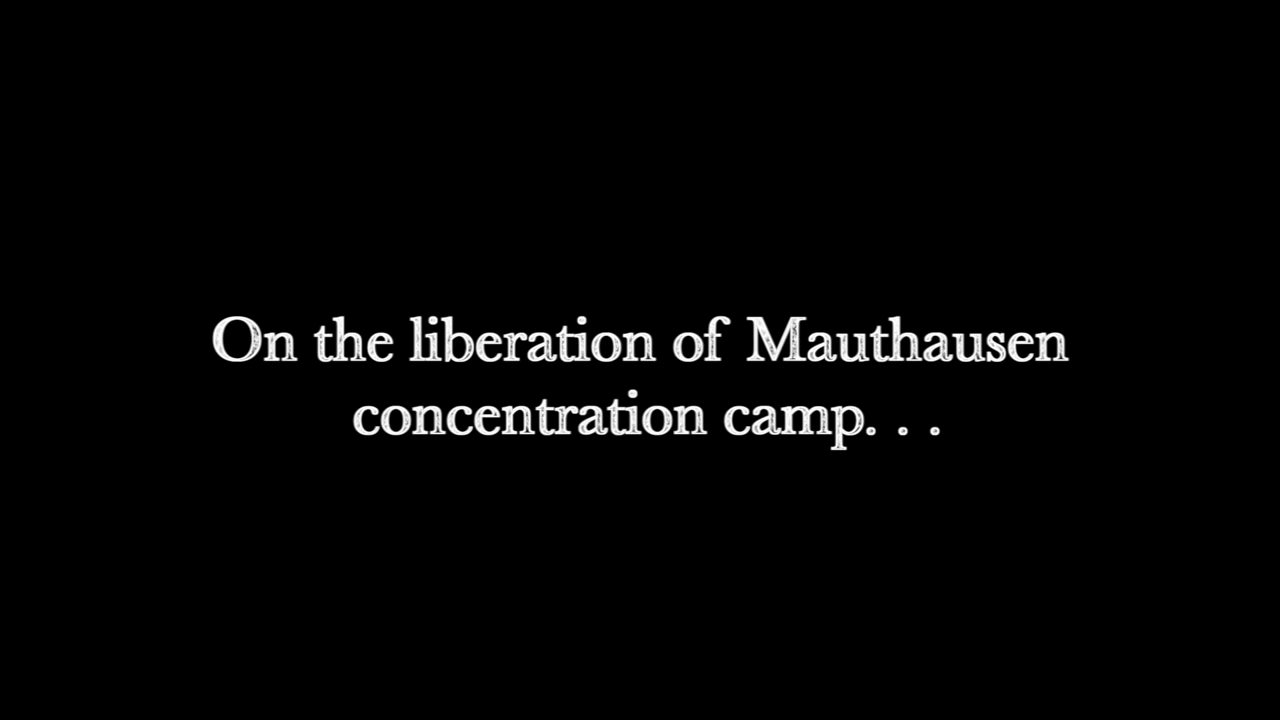 On the liberation of Mauthausen
concentration camp. . .